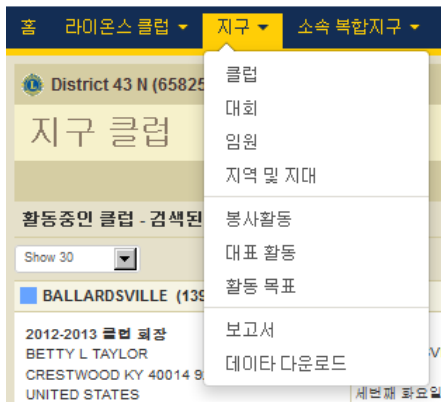 홈 라이온스 클럽 지구 소속 복합지구
클럽
대회
임원
지역 및 지대
봉사활동
대표 활동
활동 목표
보고서
데이타 다운로드
District 43 N (65825
지구 클럽
활동중인 클럽 - 검색된
Show 30
BALLARDSVILLE (139
2012-2013 클럽 회장
BETTY L TAYLOR
CRESTWOOD KY 40014 9
UNITED STATES
세번째 화요일